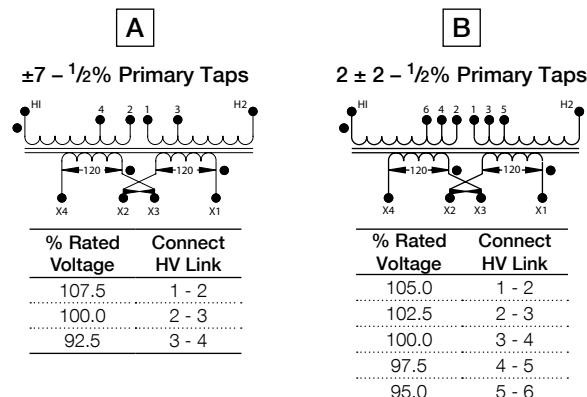 A
±7 – 1/2% Primary Taps
HI 4 2 1 3 H2
120 120
X4 X2 X3 X1
% Rated Voltage Connect HV Link
107.5 1 - 2
100.0 2 - 3
92.5 3 - 4
B
2 ± 2 – 1/2% Primary Taps
HI 6 4 2 1 3 5 H2
120 120
X4 X2 X3 X1
% Rated Voltage Connect HV Link
105.0 1 - 2
102.5 2 - 3
100.0 3 - 4
97.5 4 - 5
95.0 5 - 6